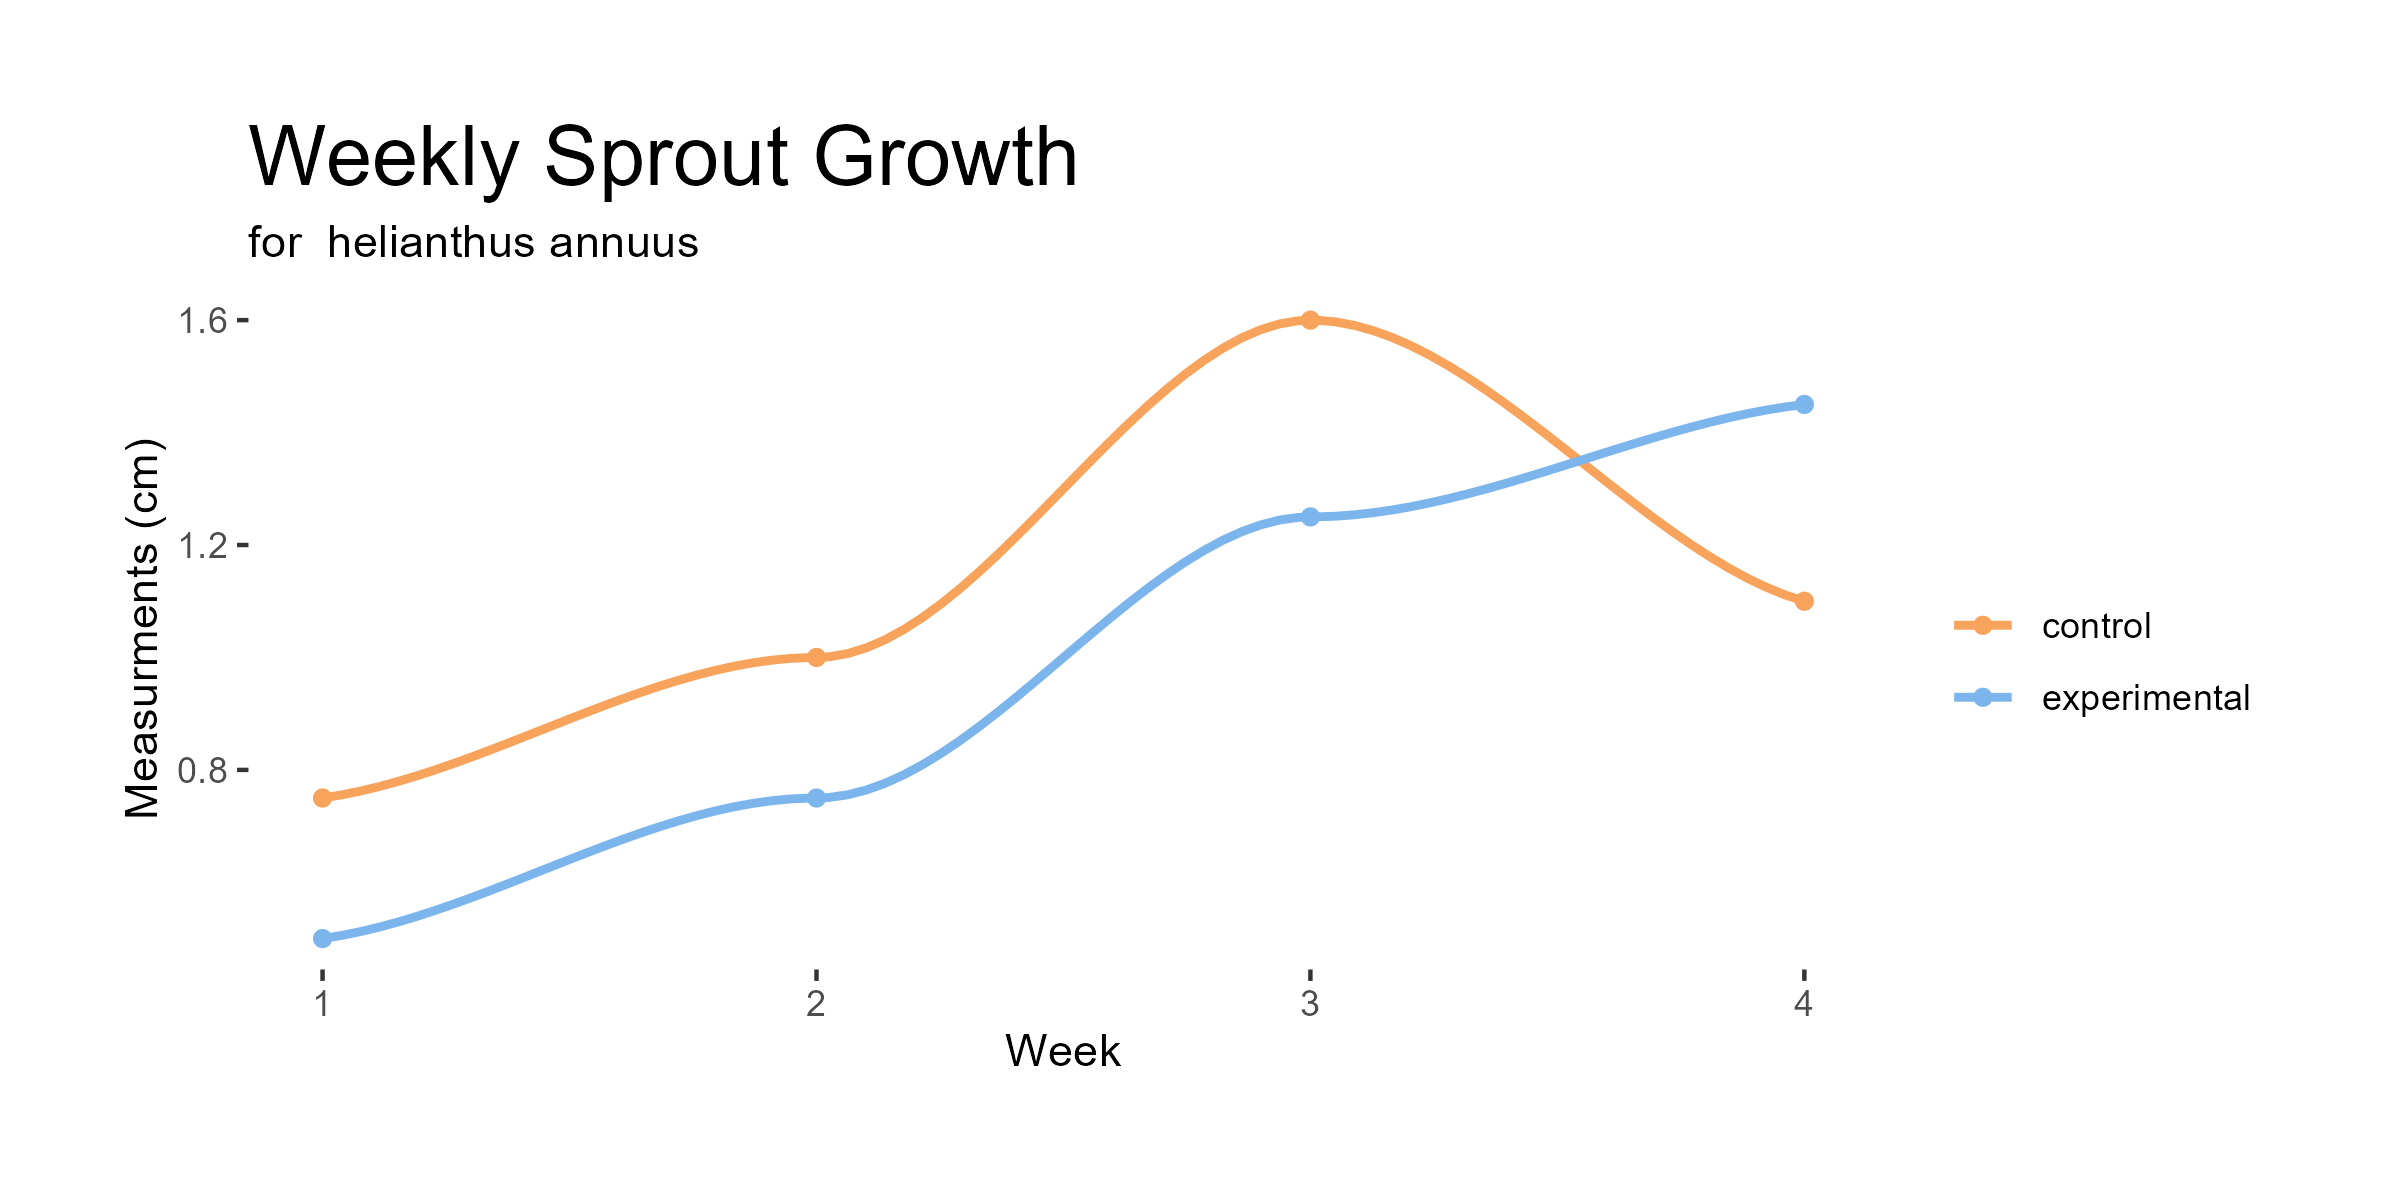 Weekly Sprout Growth
for  helianthus annuus
Measurments (cm)
1.6
1.2
0.8
1
2
3
4
Week
control
experimental